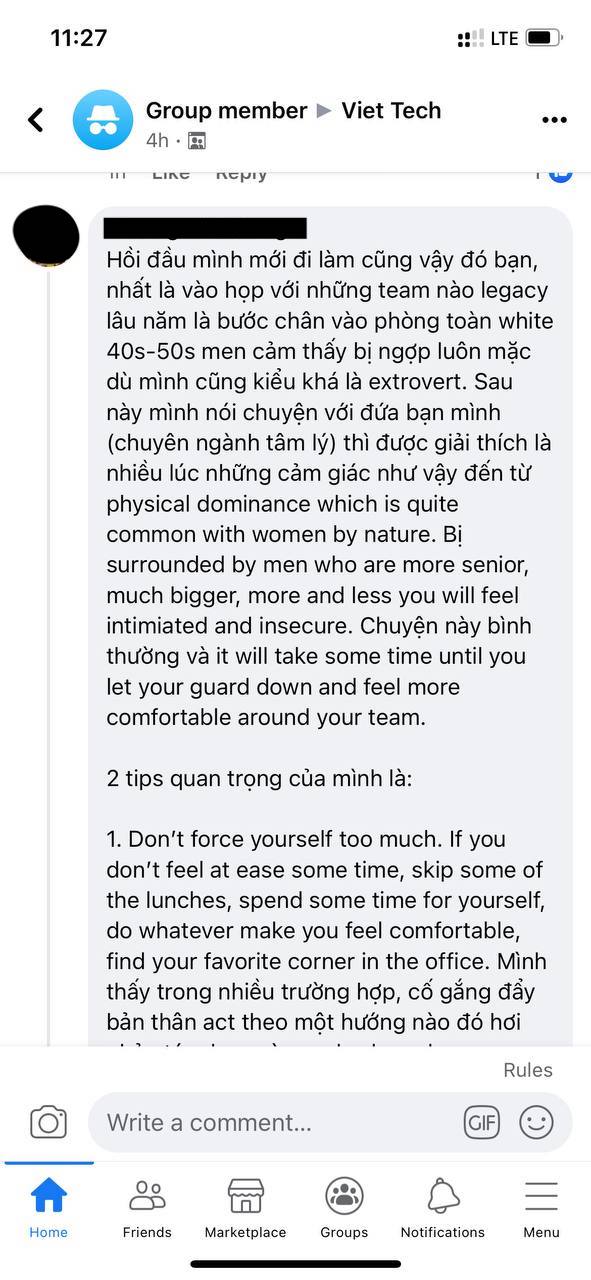 11:27
LTE
Group member ▶ Viet Tech
4h ·
1h Like Reply 1
Hồi đầu mình mới đi làm cũng vậy đó bạn,
nhất là vào họp với những team nào legacy
lâu năm là bước chân vào phòng toàn white
40s-50s men cảm thấy bị ngợp luôn mặc
dù mình cũng kiểu khá là extrovert. Sau
này mình nói chuyện với đứa bạn mình
(chuyên ngành tâm lý) thì được giải thích là
nhiều lúc những cảm giác như vậy đến từ
physical dominance which is quite
common with women by nature. Bị
surrounded by men who are more senior,
much bigger, more and less you will feel
intimiated and insecure. Chuyện này bình
thường và it will take some time until you
let your guard down and feel more
comfortable around your team.
2 tips quan trọng của mình là:
1. Don’t force yourself too much. If you
don’t feel at ease some time, skip some of
the lunches, spend some time for yourself,
do whatever make you feel comfortable,
find your favorite corner in the office. Mình
thấy trong nhiều trường hợp, cố gắng đẩy
bản thân act theo một hướng nào đó hơi
Rules
Write a comment...
GIF
Home
Friends
Marketplace
Groups
Notifications
Menu